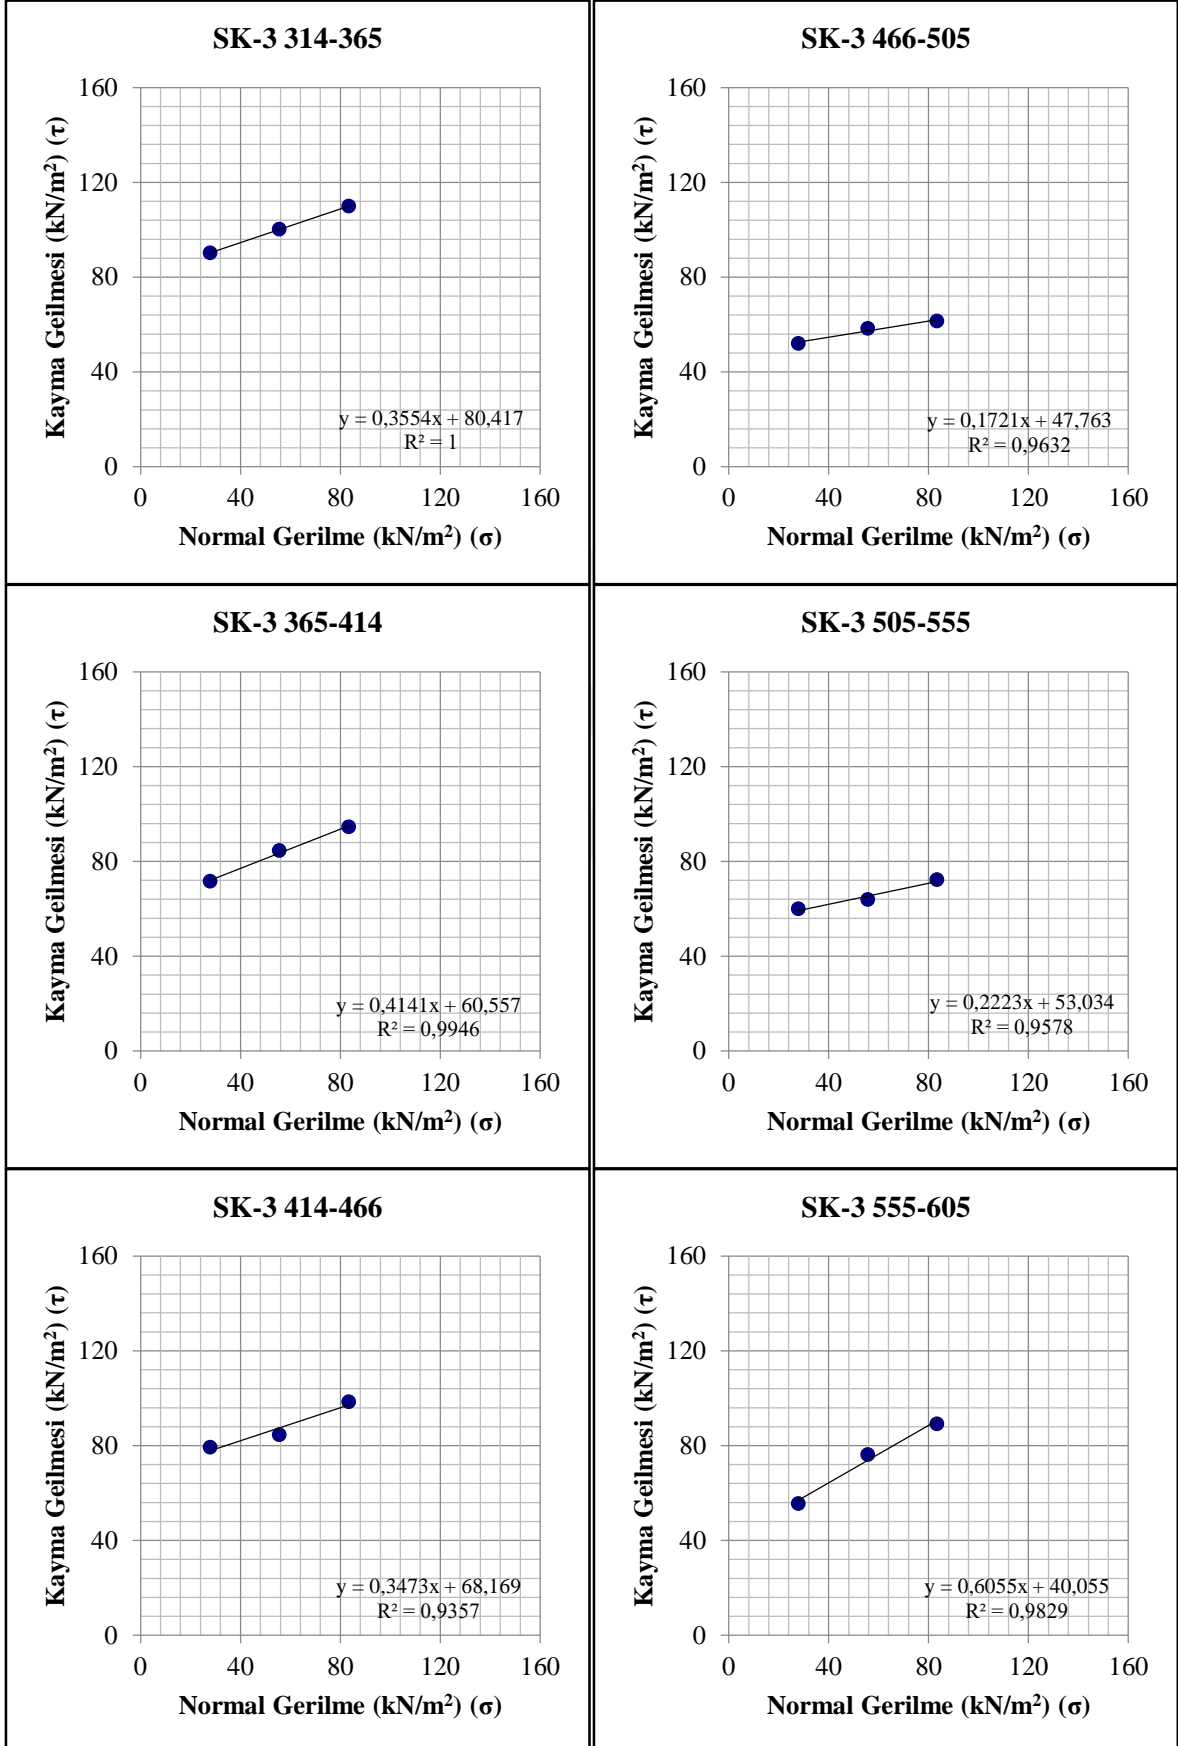 SK-3 314-365
Kayma Geilmesi (kN/m²) (τ)
160
120
80
40
0
y = 0,3554x + 80,417
R² = 1
0 40 80 120 160
Normal Gerilme (kN/m²) (σ)
SK-3 466-505
Kayma Geilmesi (kN/m²) (τ)
160
120
80
40
0
y = 0,1721x + 47,763
R² = 0,9632
0 40 80 120 160
Normal Gerilme (kN/m²) (σ)
SK-3 365-414
Kayma Geilmesi (kN/m²) (τ)
160
120
80
40
0
y = 0,4141x + 60,557
R² = 0,9946
0 40 80 120 160
Normal Gerilme (kN/m²) (σ)
SK-3 505-555
Kayma Geilmesi (kN/m²) (τ)
160
120
80
40
0
y = 0,2223x + 53,034
R² = 0,9578
0 40 80 120 160
Normal Gerilme (kN/m²) (σ)
SK-3 414-466
Kayma Geilmesi (kN/m²) (τ)
160
120
80
40
0
y = 0,3473x + 68,169
R² = 0,9357
0 40 80 120 160
Normal Gerilme (kN/m²) (σ)
SK-3 555-605
Kayma Geilmesi (kN/m²) (τ)
160
120
80
40
0
y = 0,6055x + 40,055
R² = 0,9829
0 40 80 120 160
Normal Gerilme (kN/m²) (σ)